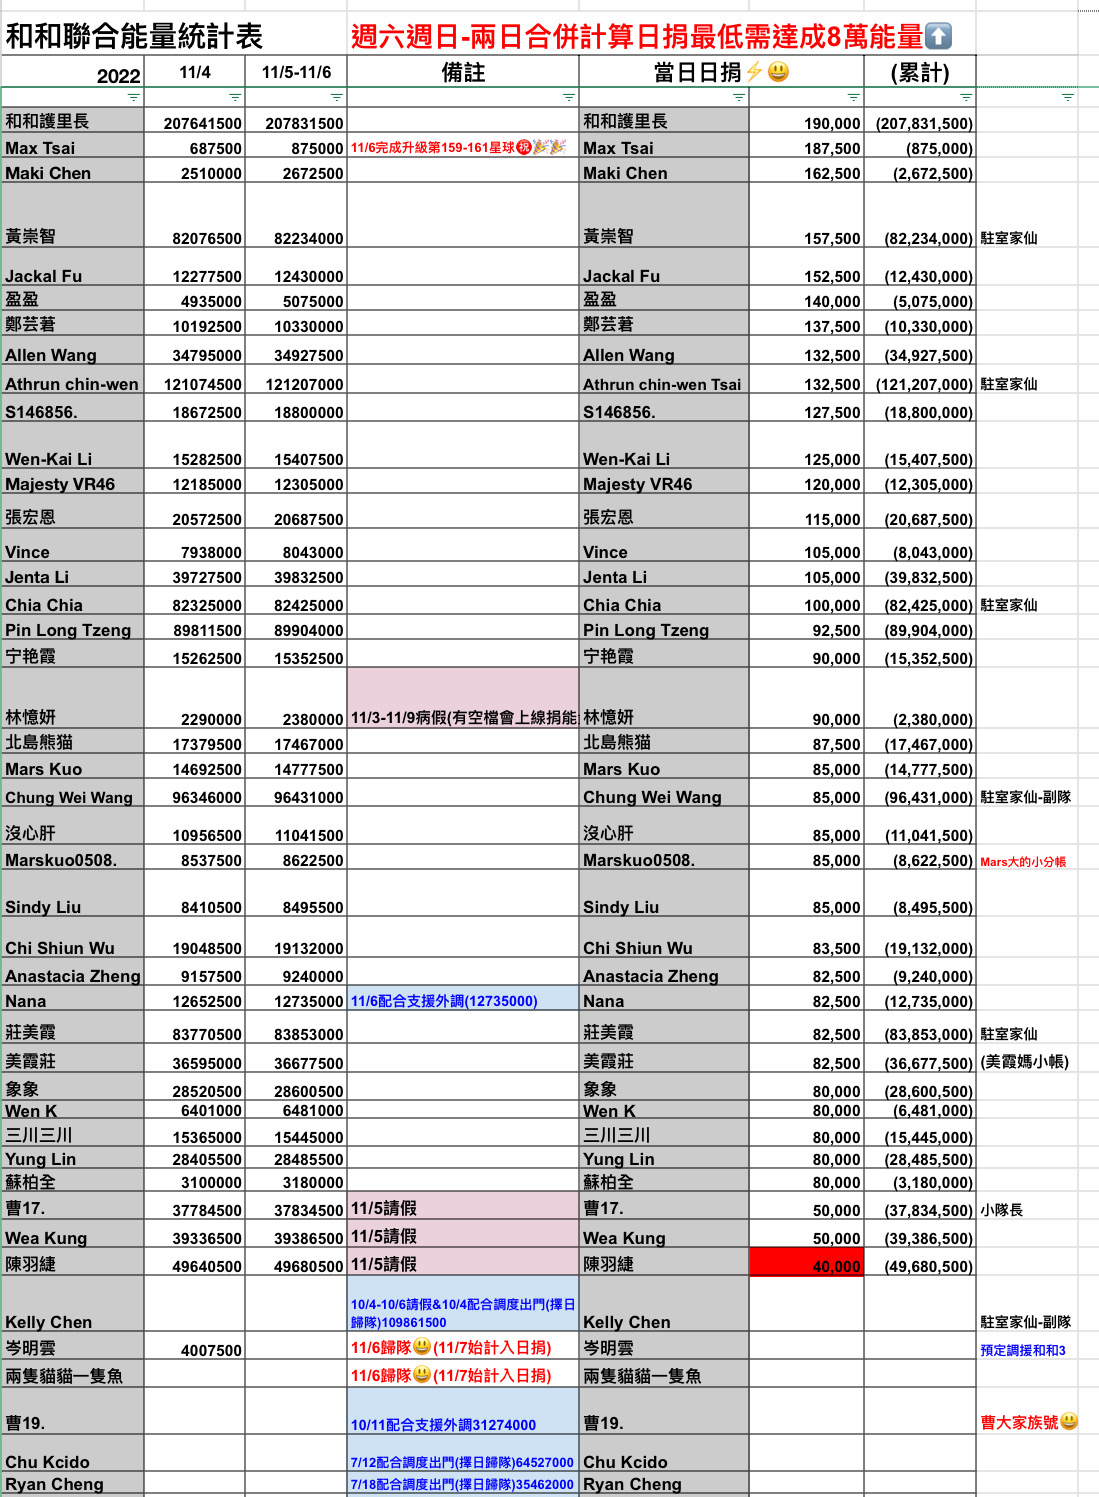 和和聯合能量統計表 週六週日-兩日合併計算日捐最低需達成8萬能量⬆️
2022 11/4 11/5-11/6 備註 當日日捐⚡😃 (累計)
和和護里長 207641500 207831500 和和護里長 190,000 (207,831,500)
Max Tsai 687500 875000 11/6完成升級第159-161星球㊗️🎉🎉 Max Tsai 187,500 (875,000)
Maki Chen 2510000 2672500 Maki Chen 162,500 (2,672,500)
黃崇智 82076500 82234000 黃崇智 157,500 (82,234,000) 駐室家仙
Jackal Fu 12277500 12430000 Jackal Fu 152,500 (12,430,000)
盈盈 4935000 5075000 盈盈 140,000 (5,075,000)
鄭芸莙 10192500 10330000 鄭芸莙 137,500 (10,330,000)
Allen Wang 34795000 34927500 Allen Wang 132,500 (34,927,500)
Athrun chin-wen 121074500 121207000 Athrun chin-wen Tsai 132,500 (121,207,000) 駐室家仙
S146856. 18672500 18800000 S146856. 127,500 (18,800,000)
Wen-Kai Li 15282500 15407500 Wen-Kai Li 125,000 (15,407,500)
Majesty VR46 12185000 12305000 Majesty VR46 120,000 (12,305,000)
張宏恩 20572500 20687500 張宏恩 115,000 (20,687,500)
Vince 7938000 8043000 Vince 105,000 (8,043,000)
Jenta Li 39727500 39832500 Jenta Li 105,000 (39,832,500)
Chia Chia 82325000 82425000 Chia Chia 100,000 (82,425,000) 駐室家仙
Pin Long Tzeng 89811500 89904000 Pin Long Tzeng 92,500 (89,904,000)
宁艳霞 15262500 15352500 宁艳霞 90,000 (15,352,500)
林憶妍 2290000 2380000 11/3-11/9病假(有空檔會上線捐能 林憶妍 90,000 (2,380,000)
北島熊猫 17379500 17467000 北島熊猫 87,500 (17,467,000)
Mars Kuo 14692500 14777500 Mars Kuo 85,000 (14,777,500)
Chung Wei Wang 96346000 96431000 Chung Wei Wang 85,000 (96,431,000) 駐室家仙-副隊
沒心肝 10956500 11041500 沒心肝 85,000 (11,041,500)
Marskuo0508. 8537500 8622500 Marskuo0508. 85,000 (8,622,500) Mars大的小分帳
Sindy Liu 8410500 8495500 Sindy Liu 85,000 (8,495,500)
Chi Shiun Wu 19048500 19132000 Chi Shiun Wu 83,500 (19,132,000)
Anastacia Zheng 9157500 9240000 Anastacia Zheng 82,500 (9,240,000)
Nana 12652500 12735000 11/6配合支援外調(12735000) Nana 82,500 (12,735,000)
莊美霞 83770500 83853000 莊美霞 82,500 (83,853,000) 駐室家仙
美霞莊 36595000 36677500 美霞莊 82,500 (36,677,500) (美霞媽小帳)
象象 28520500 28600500 象象 80,000 (28,600,500)
Wen K 6401000 6481000 Wen K 80,000 (6,481,000)
三川三川 15365000 15445000 三川三川 80,000 (15,445,000)
Yung Lin 28405500 28485500 Yung Lin 80,000 (28,485,500)
蘇柏全 3100000 3180000 蘇柏全 80,000 (3,180,000)
曹17. 37784500 37834500 11/5請假 曹17. 50,000 (37,834,500) 小隊長
Wea Kung 39336500 39386500 11/5請假 Wea Kung 50,000 (39,386,500)
陳羽緁 49640500 49680500 11/5請假 陳羽緁 40,000 (49,680,500)
10/4-10/6請假&10/4配合調度出門(擇日
Kelly Chen 歸隊)109861500 Kelly Chen 駐室家仙-副隊
岑明雲 4007500 11/6歸隊😃(11/7始計入日捐) 岑明雲 預定調援和和3
兩隻貓貓一隻魚 11/6歸隊😃(11/7始計入日捐) 兩隻貓貓一隻魚
曹19. 10/11配合支援外調31274000 曹19. 曹大家族號😃
Chu Kcido 7/12配合調度出門(擇日歸隊)64527000 Chu Kcido
Ryan Cheng 7/18配合調度出門(擇日歸隊)35462000 Ryan Cheng